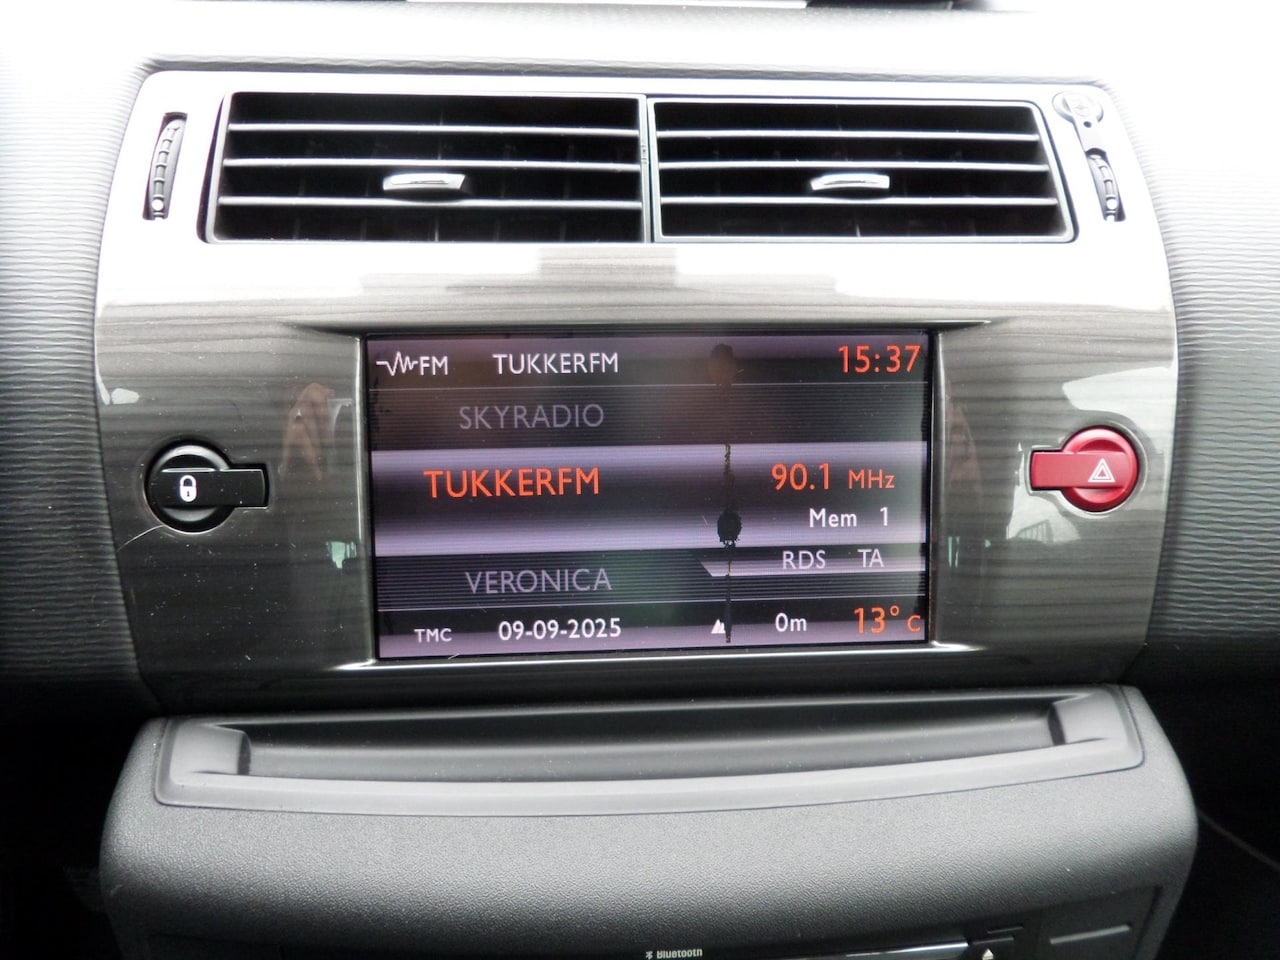 FM TUKKERFM 15:37
SKYRADIO
TUKKERFM 90.1 MHz
Mem 1
RDS TA
VERONICA
TMC 09-09-2025 0m 13° C
Bluetooth